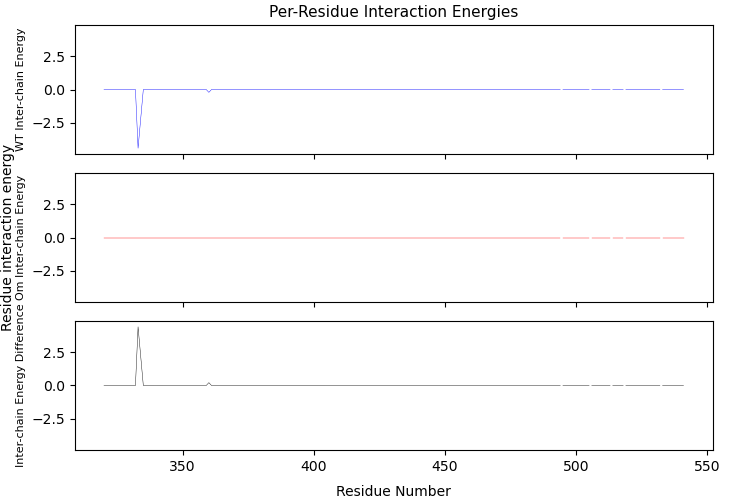 Per-Residue Interaction Energies
WT Inter-chain Energy
2.5
0.0
−2.5
Residue interaction energy
Om Inter-chain Energy
2.5
0.0
−2.5
Inter-chain Energy Difference
2.5
0.0
−2.5
350
400
450
500
550
Residue Number